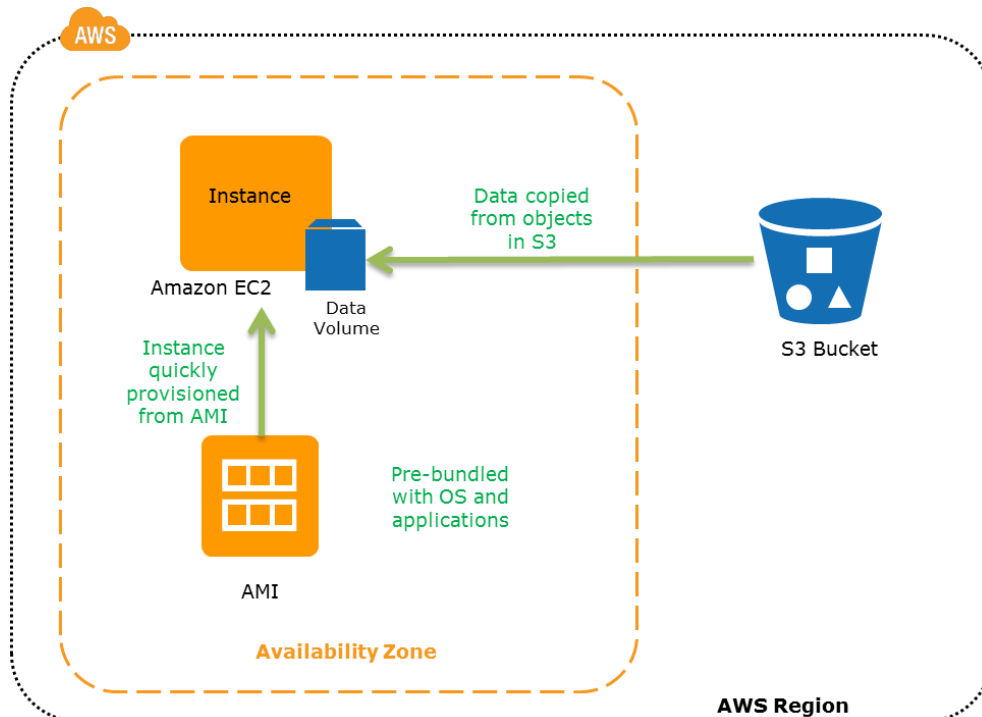 AWS
Instance
Amazon EC2
Data
Volume
Data copied
from objects
in S3
S3 Bucket
Instance
quickly
provisioned
from AMI
Pre-bundled
with OS and
applications
AMI
Availability Zone
AWS Region